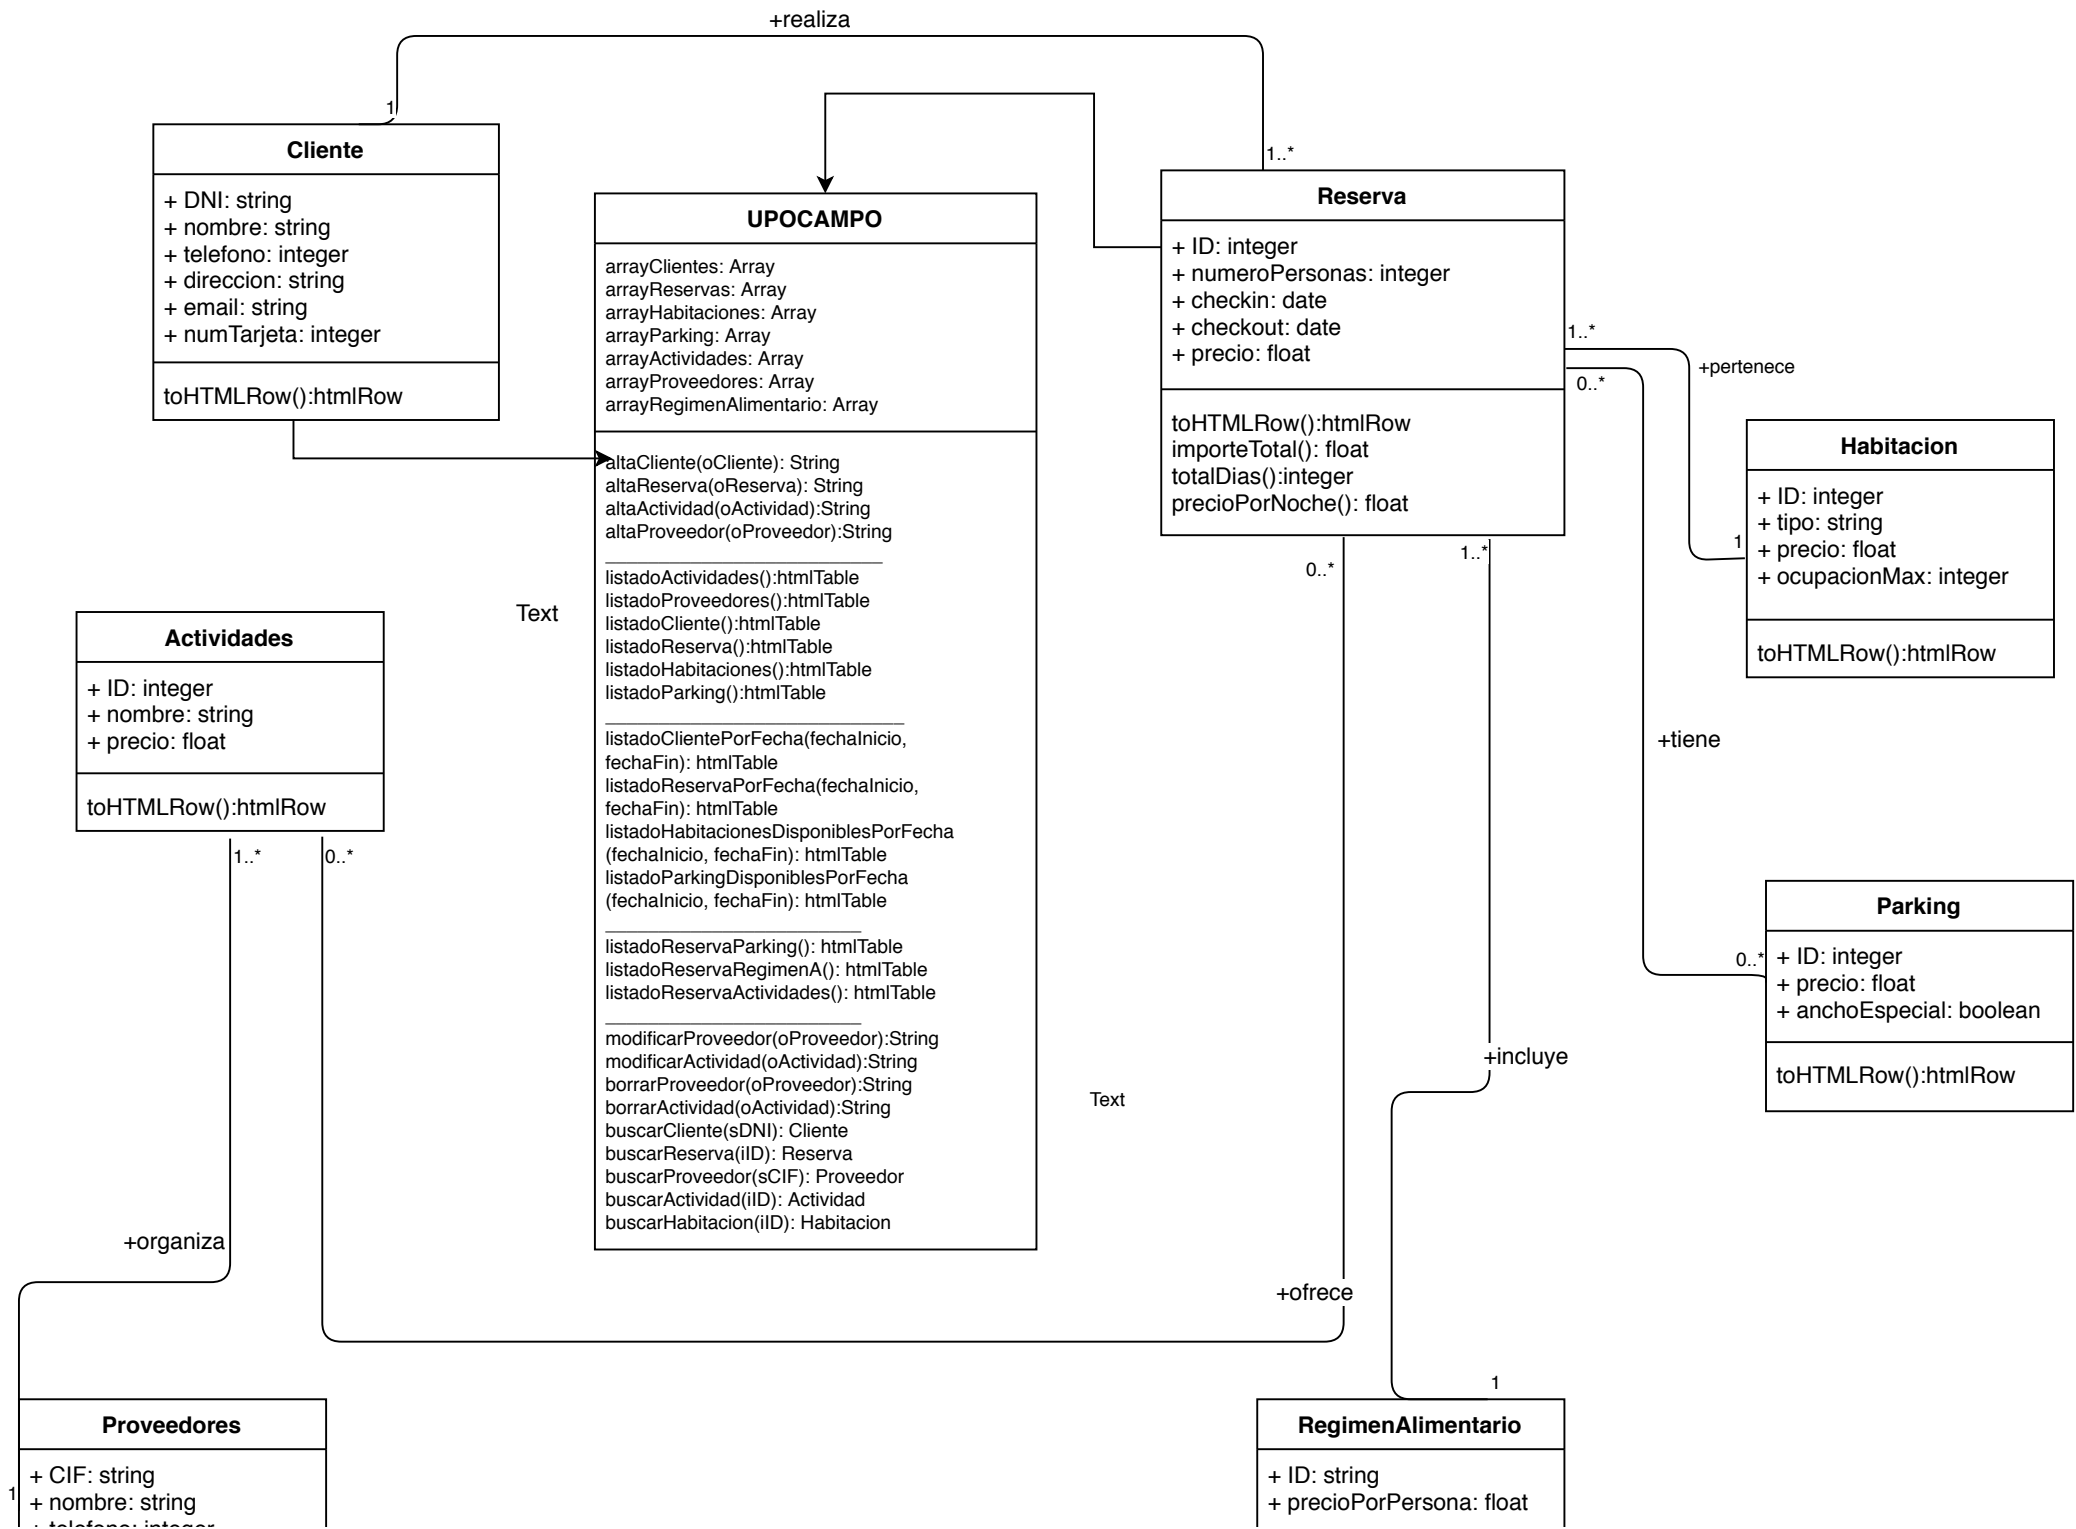 +realiza
1
1..*
Cliente
+ DNI: string
+ nombre: string
+ telefono: integer
+ direccion: string
+ email: string
+ numTarjeta: integer
toHTMLRow():htmlRow
UPOCAMPO
arrayClientes: Array
arrayReservas: Array
arrayHabitaciones: Array
arrayParking: Array
arrayActividades: Array
arrayProveedores: Array
arrayRegimenAlimentario: Array
altaCliente(oCliente): String
altaReserva(oReserva): String
altaActividad(oActividad):String
altaProveedor(oProveedor):String
listadoActividades():htmlTable
listadoProveedores():htmlTable
listadoCliente():htmlTable
listadoReserva():htmlTable
listadoHabitaciones():htmlTable
listadoParking():htmlTable
listadoClientePorFecha(fechaInicio,
fechaFin): htmlTable
listadoReservaPorFecha(fechaInicio,
fechaFin): htmlTable
listadoHabitacionesDisponiblesPorFecha
(fechaInicio, fechaFin): htmlTable
listadoParkingDisponiblesPorFecha
(fechaInicio, fechaFin): htmlTable
listadoReservaParking(): htmlTable
listadoReservaRegimenA(): htmlTable
listadoReservaActividades(): htmlTable
modificarProveedor(oProveedor):String
modificarActividad(oActividad):String
borrarProveedor(oProveedor):String
borrarActividad(oActividad):String
buscarCliente(sDNI): Cliente
buscarReserva(iID): Reserva
buscarProveedor(sCIF): Proveedor
buscarActividad(iID): Actividad
buscarHabitacion(iID): Habitacion
Reserva
+ ID: integer
+ numeroPersonas: integer
+ checkin: date
+ checkout: date
+ precio: float
toHTMLRow():htmlRow
importeTotal(): float
totalDias():integer
precioPorNoche(): float
1..*
0..*
+pertenece
1
0..*
1..*
Habitacion
+ ID: integer
+ tipo: string
+ precio: float
+ ocupacionMax: integer
toHTMLRow():htmlRow
Text
Actividades
+ ID: integer
+ nombre: string
+ precio: float
toHTMLRow():htmlRow
1..*
0..*
+tiene
0..*
Parking
+ ID: integer
+ precio: float
+ anchoEspecial: boolean
toHTMLRow():htmlRow
+incluye
Text
+organiza
+ofrece
1
Proveedores
+ CIF: string
+ nombre: string
+ telefono: integer
1
RegimenAlimentario
+ ID: string
+ precioPorPersona: float